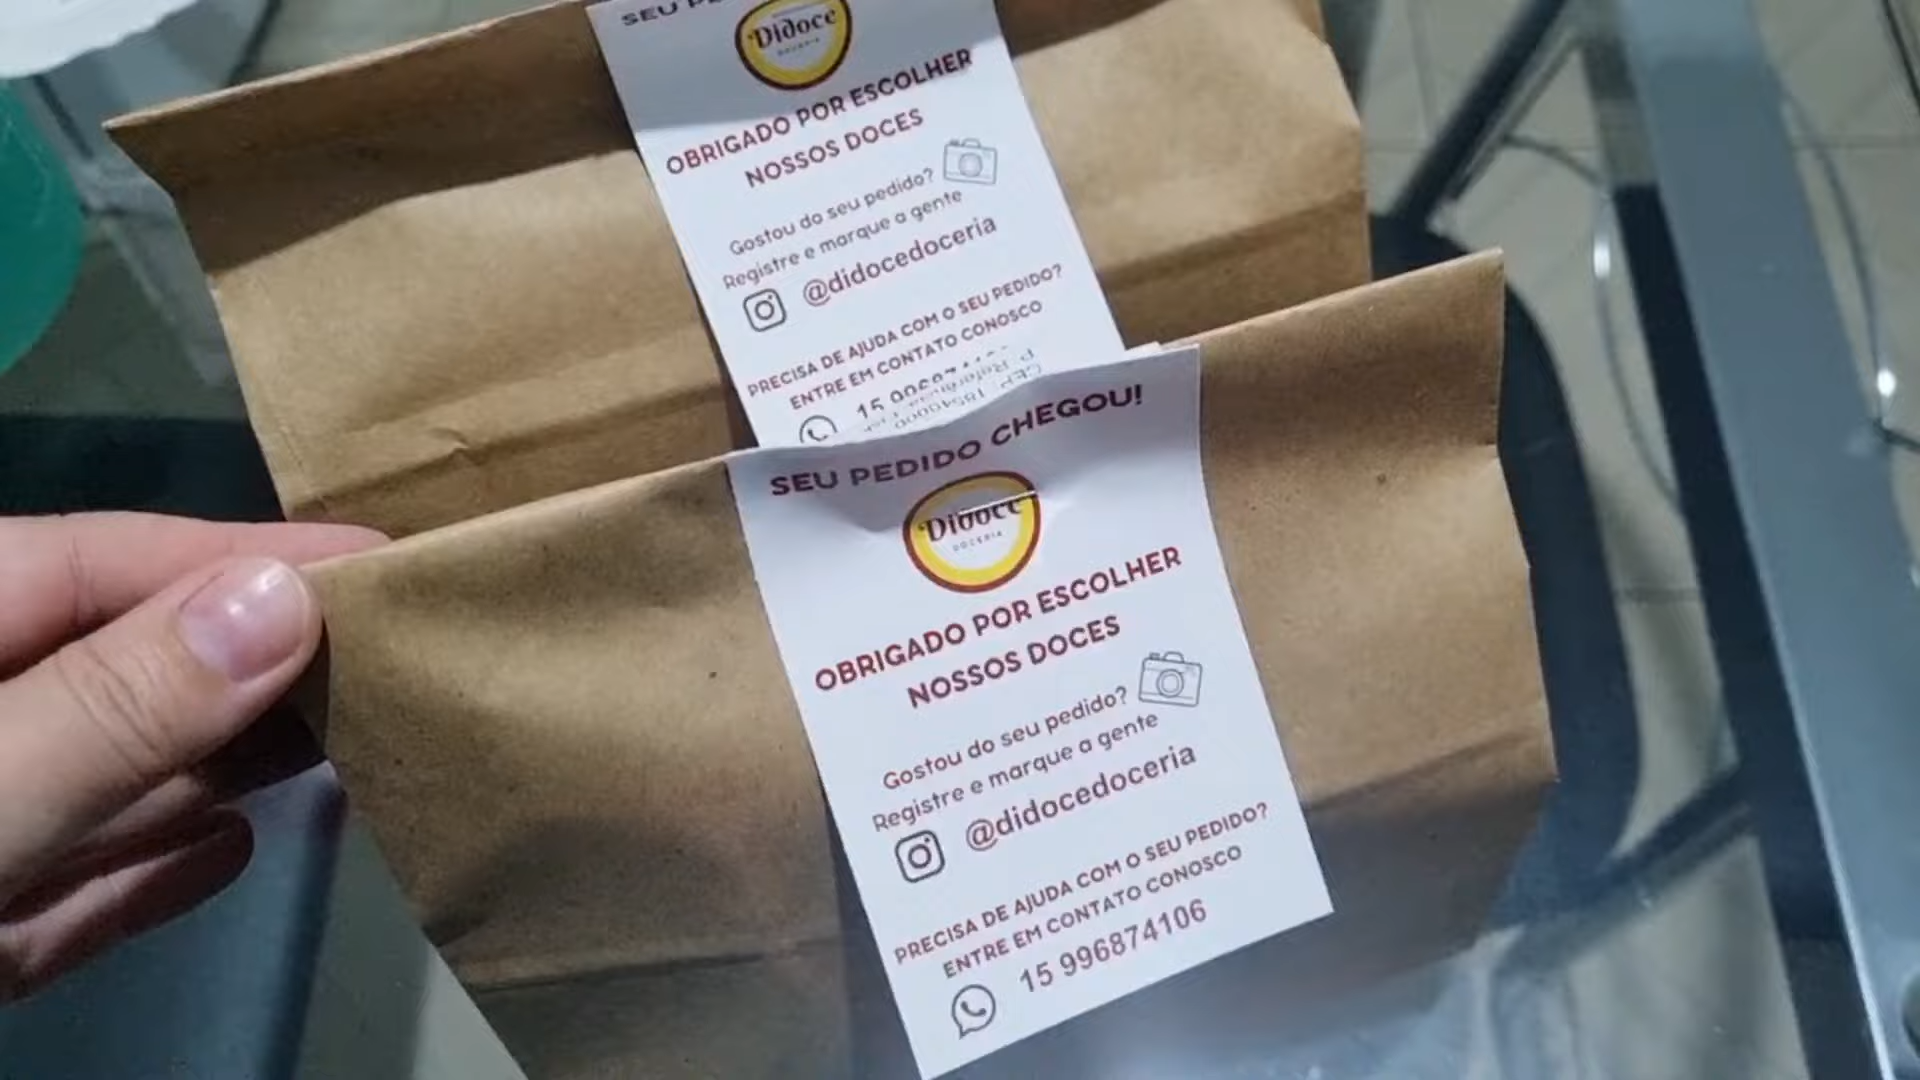 SEU PE
Didoce
DOCERIA
OBRIGADO POR ESCOLHER
NOSSOS DOCES
Gostou do seu pedido?
Registre e marque a gente
@didocedoceria
PRECISA DE AJUDA COM O SEU PEDIDO?
ENTRE EM CONTATO CONOSCO
SEU PEDIDO CHEGOU!
Didoce
DOCERIA
OBRIGADO POR ESCOLHER
NOSSOS DOCES
Gostou do seu pedido?
Registre e marque a gente
@didocedoceria
PRECISA DE AJUDA COM O SEU PEDIDO?
ENTRE EM CONTATO CONOSCO
15 996874106